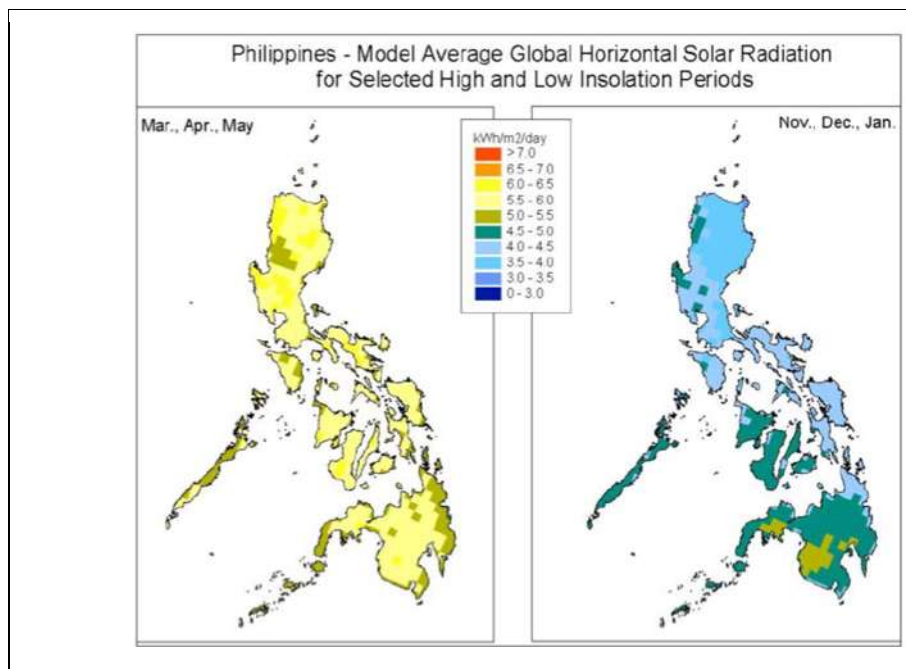 Philippines - Model Average Global Horizontal Solar Radiation
for Selected High and Low Insolation Periods
Mar., Apr., May
Nov., Dec., Jan.
kWh/m2/day
> 7.0
6.5 - 7.0
6.0 - 6.5
5.5 - 6.0
5.0 - 5.5
4.5 - 5.0
4.0 - 4.5
3.5 - 4.0
3.0 - 3.5
0 - 3.0